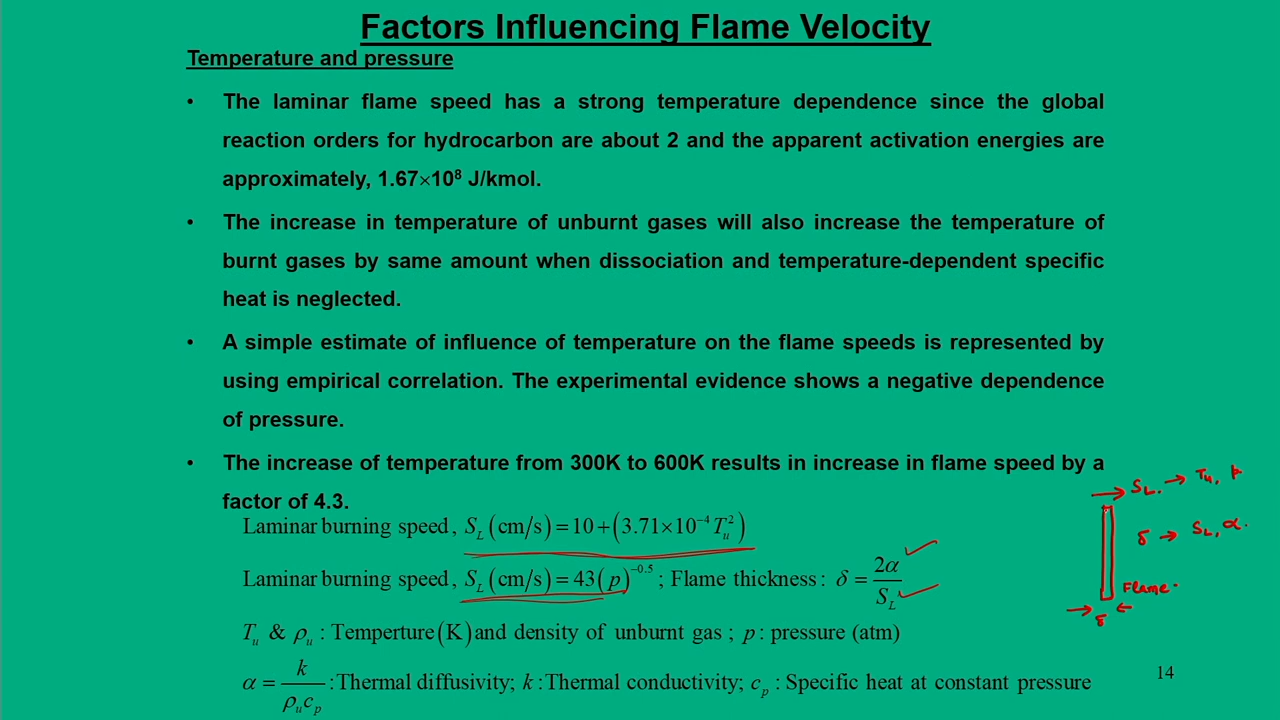 Factors Influencing Flame Velocity
Temperature and pressure
• The laminar flame speed has a strong temperature dependence since the global
reaction orders for hydrocarbon are about 2 and the apparent activation energies are
approximately, 1.67×10⁸ J/kmol.
• The increase in temperature of unburnt gases will also increase the temperature of
burnt gases by same amount when dissociation and temperature-dependent specific
heat is neglected.
• A simple estimate of influence of temperature on the flame speeds is represented by
using empirical correlation. The experimental evidence shows a negative dependence
of pressure.
• The increase of temperature from 300K to 600K results in increase in flame speed by a
factor of 4.3.
Laminar burning speed, S_L (cm/s) = 10 + (3.71×10⁻⁴ T_u²)
Laminar burning speed, S_L (cm/s) = 43(p)^−0.5 ; Flame thickness : δ = 2α/S_L
T_u & ρ_u : Temperture(K) and density of unburnt gas ; p : pressure (atm)
α = k/(ρ_u c_p) : Thermal diffusivity; k : Thermal conductivity; c_p : Specific heat at constant pressure
→ S_L. → T_u, p
δ → S_L, α.
Flame.
→ δ ←
14